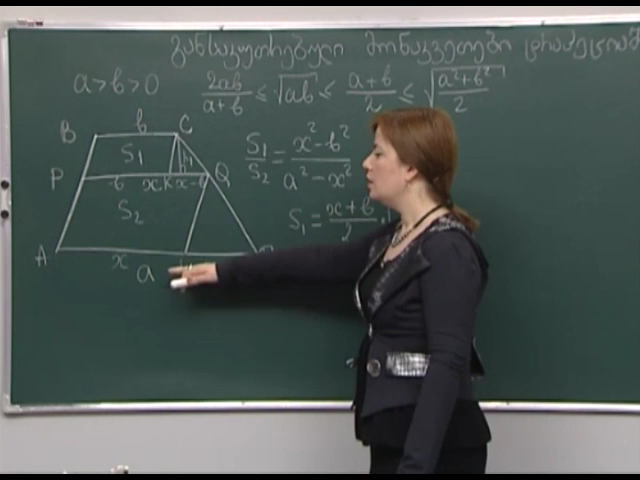 განსაკუთრებული მონაკვეთები ტრაპეციაში
a > b > 0
2ab/(a+b) ≤ √ab ≤ (a+b)/2 ≤ √((a²+b²)/2)
B b C
S₁
P b x K x-b Q
S₂
A x a
S₁/S₂ = (x²-b²)/(a²-x²)
S₁ = (x+b)/2 ·